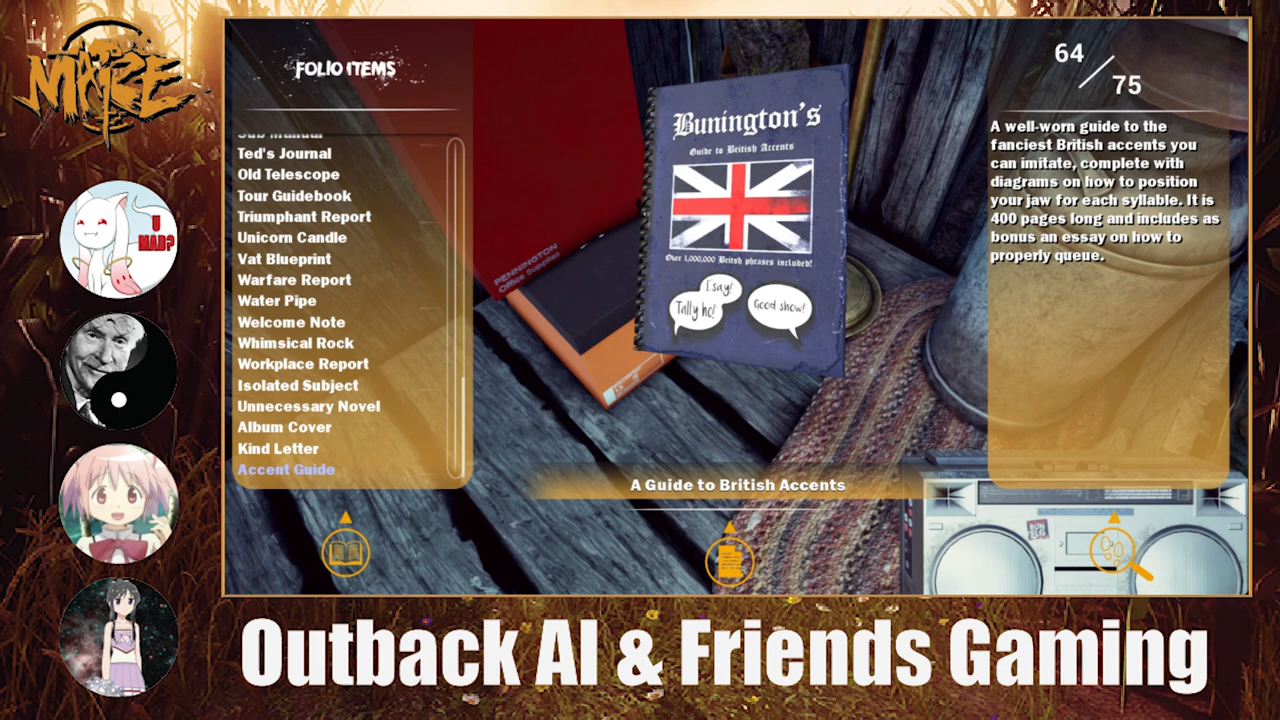 MAIZE
U
MAD?
FOLIO ITEMS
Sub Manual
Ted's Journal
Old Telescope
Tour Guidebook
Triumphant Report
Unicorn Candle
Vat Blueprint
Warfare Report
Water Pipe
Welcome Note
Whimsical Rock
Workplace Report
Isolated Subject
Unnecessary Novel
Album Cover
Kind Letter
Accent Guide
PENNINGTON
Office Supplies
Bunington's
Guide to British Accents
Over 1,000,000 Britsh phrases included!
I say!
Tally ho!
Good show!
64
75
A well-worn guide to the
fanciest British accents you
can imitate, complete with
diagrams on how to position
your jaw for each syllable. It is
400 pages long and includes as
bonus an essay on how to
properly queue.
A Guide to British Accents
Outback AI & Friends Gaming